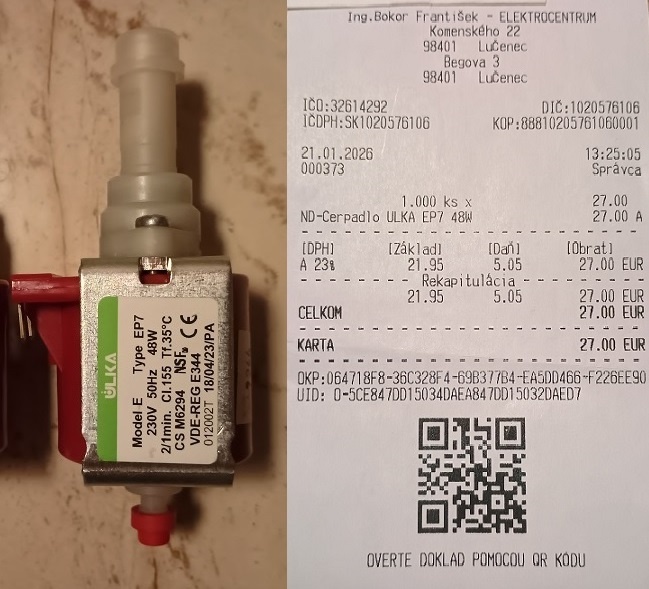 ULKA
Model.E Type EP7
230V 50Hz 48W
2/1min. Cl.155 Tf.35°C
CS M6294 NSF® CE
VDE-REG E344
012002T 18/04/23/PA
Ing.Bokor František - ELEKTROCENTRUM
Komenského 22
98401 Lučenec
Begova 3
98401 Lučenec
IČO:32614292 DIČ:1020576106
IČDPH:SK1020576106 KOP:88810205761060001
21.01.2026 13:25:05
000373 Správca
1.000 ks x 27.00
ND-Cerpadlo ULKA EP7 48W 27.00 A
[DPH] [Základ] [Daň] [Obrat]
A 23% 21.95 5.05 27.00 EUR
Rekapitulácia
21.95 5.05 27.00 EUR
CELKOM 27.00 EUR
KARTA 27.00 EUR
OKP:064718F8-36C328F4-69B377B4-EA5DD466-F226EE90
UID: O-5CE847DD15034DAEA847DD15032DAED7
OVERTE DOKLAD POMOCOU QR KÓDU